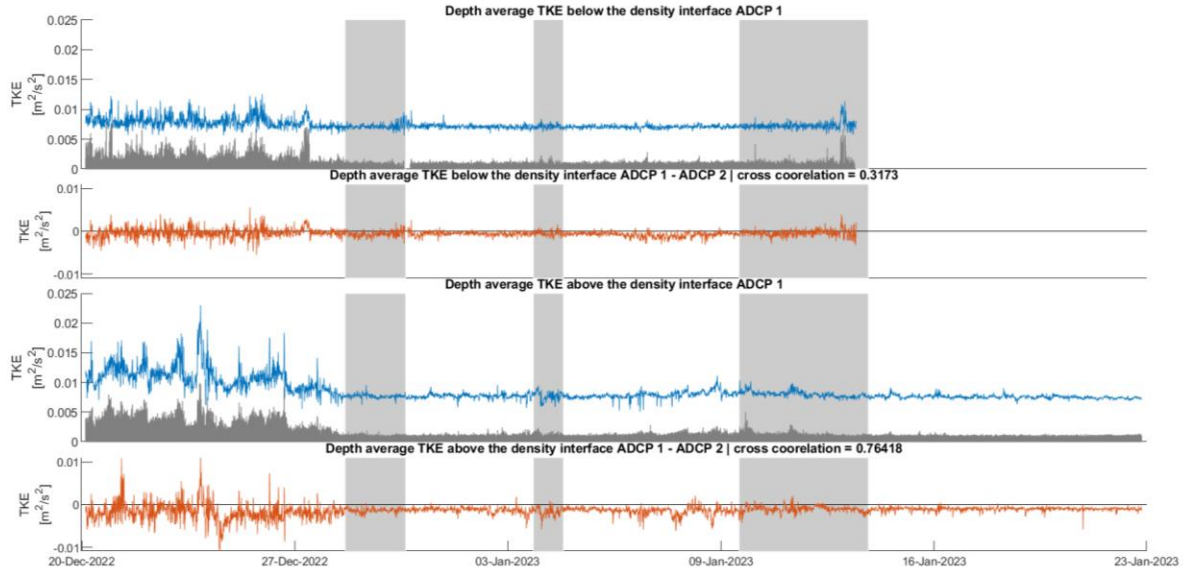 Depth average TKE below the density interface ADCP 1
0.025
0.02
0.015
0.01
0.005
0
TKE
[m²/s²]
Depth average TKE below the density interface ADCP 1 - ADCP 2 | cross coorelation = 0.3173
0.01
0
-0.01
TKE
[m²/s²]
Depth average TKE above the density interface ADCP 1
0.025
0.02
0.015
0.01
0.005
0
TKE
[m²/s²]
Depth average TKE above the density interface ADCP 1 - ADCP 2 | cross coorelation = 0.76418
0.01
0
-0.01
TKE
[m²/s²]
20-Dec-2022 27-Dec-2022 03-Jan-2023 09-Jan-2023 16-Jan-2023 23-Jan-2023